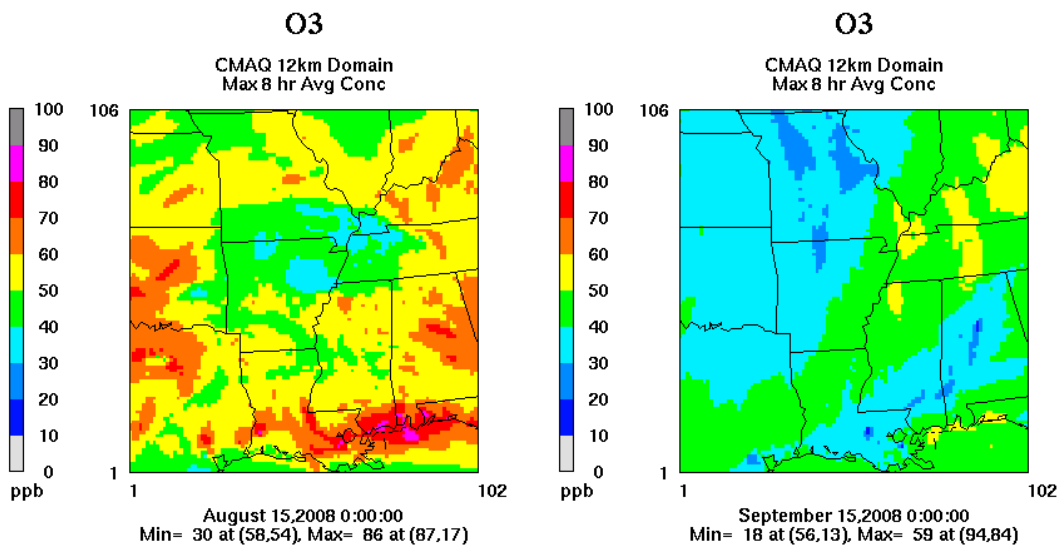 O3
CMAQ 12km Domain
Max 8 hr Avg Conc
100
90
80
70
60
50
40
30
20
10
0
ppb
106
1
1
102
August 15,2008 0:00:00
Min= 30 at (58,54), Max= 86 at (87,17)
O3
CMAQ 12km Domain
Max 8 hr Avg Conc
100
90
80
70
60
50
40
30
20
10
0
ppb
106
1
1
102
September 15,2008 0:00:00
Min= 18 at (56,13), Max= 59 at (94,84)